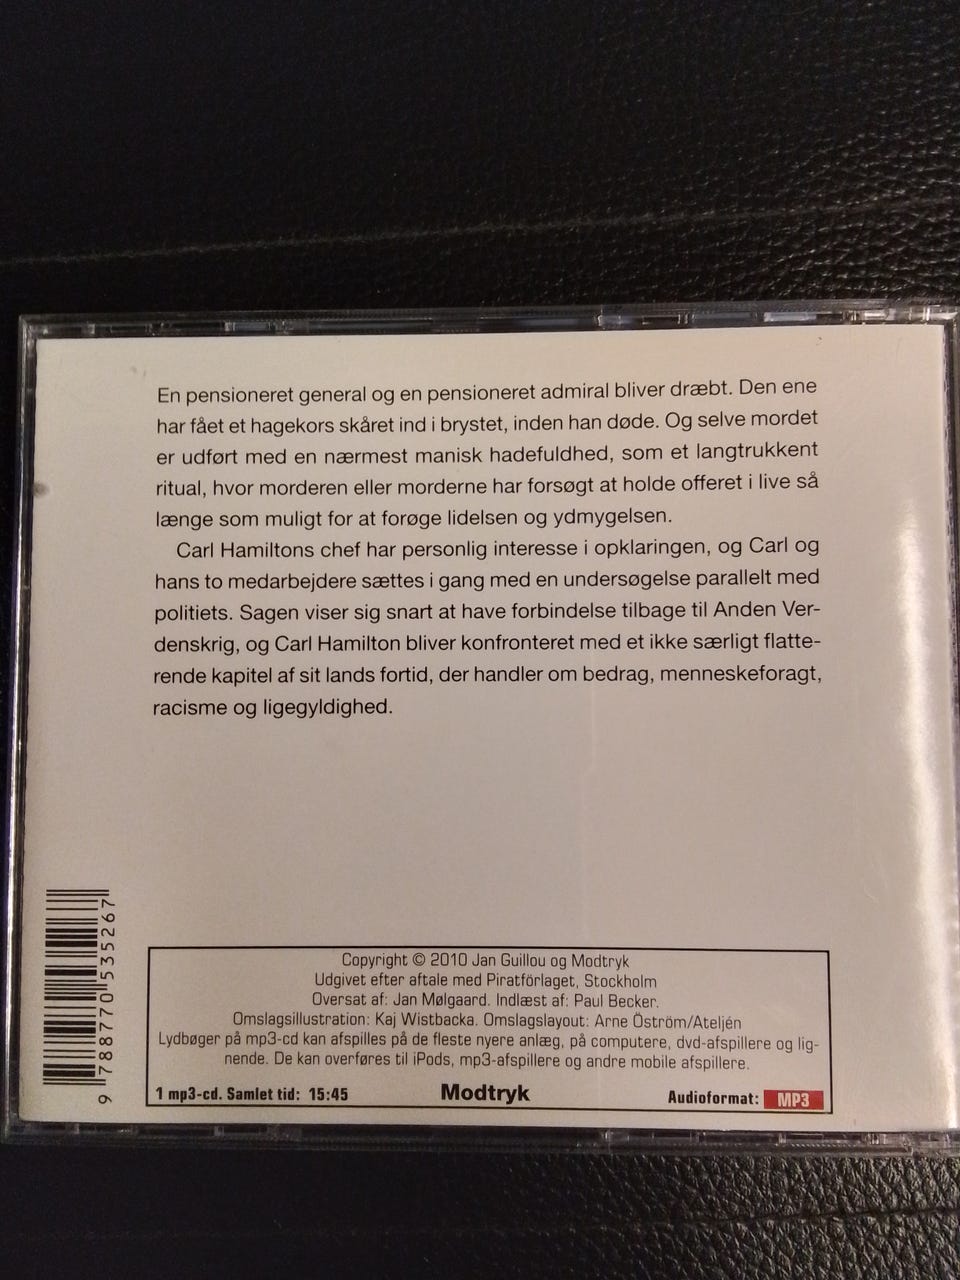 En pensioneret general og en pensioneret admiral bliver dræbt. Den ene
har fået et hagekors skåret ind i brystet, inden han døde. Og selve mordet
er udført med en nærmest manisk hadefuldhed, som et langtrukkent
ritual, hvor morderen eller morderne har forsøgt at holde offeret i live så
længe som muligt for at forøge lidelsen og ydmygelsen.
Carl Hamiltons chef har personlig interesse i opklaringen, og Carl og
hans to medarbejdere sættes i gang med en undersøgelse parallelt med
politiets. Sagen viser sig snart at have forbindelse tilbage til Anden Ver-
denskrig, og Carl Hamilton bliver konfronteret med et ikke særligt flatte-
rende kapitel af sit lands fortid, der handler om bedrag, menneskeforagt,
racisme og ligegyldighed.
9 788770 535267
Copyright © 2010 Jan Guillou og Modtryk
Udgivet efter aftale med Piratförlaget, Stockholm
Oversat af: Jan Mølgaard. Indlæst af: Paul Becker.
Omslagsillustration: Kaj Wistbacka. Omslagslayout: Arne Öström/Ateljén
Lydbøger på mp3-cd kan afspilles på de fleste nyere anlæg, på computere, dvd-afspillere og lig-
nende. De kan overføres til iPods, mp3-afspillere og andre mobile afspillere.
1 mp3-cd. Samlet tid: 15:45 Modtryk Audioformat: MP3